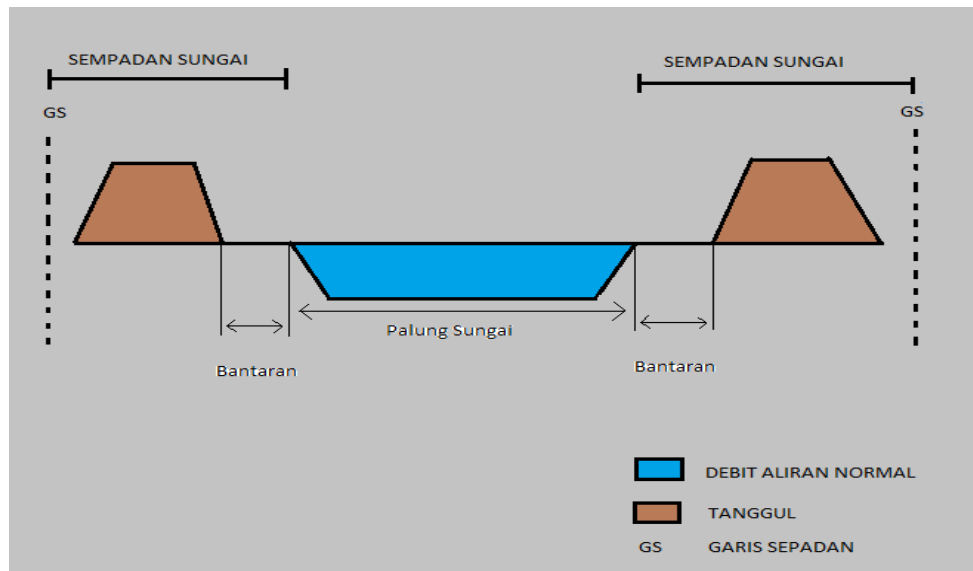 SEMPADAN SUNGAI
SEMPADAN SUNGAI
GS
GS
Palung Sungai
Bantaran
Bantaran
DEBIT ALIRAN NORMAL
TANGGUL
GS GARIS SEPADAN